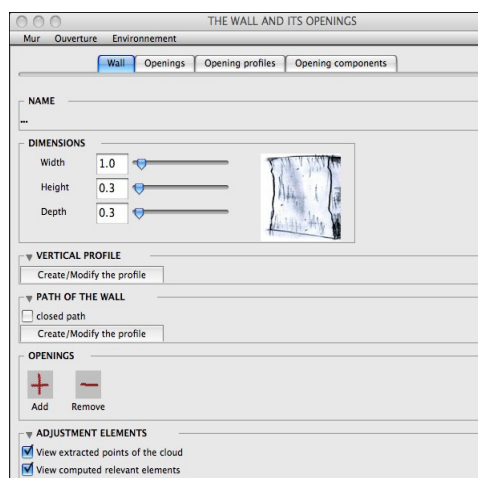 THE WALL AND ITS OPENINGS
Mur Ouverture Environnement
Wall Openings Opening profiles Opening components
NAME
...
DIMENSIONS
Width 1.0
Height 0.3
Depth 0.3
VERTICAL PROFILE
Create/Modify the profile
PATH OF THE WALL
closed path
Create/Modify the profile
OPENINGS
Add Remove
ADJUSTMENT ELEMENTS
View extracted points of the cloud
View computed relevant elements